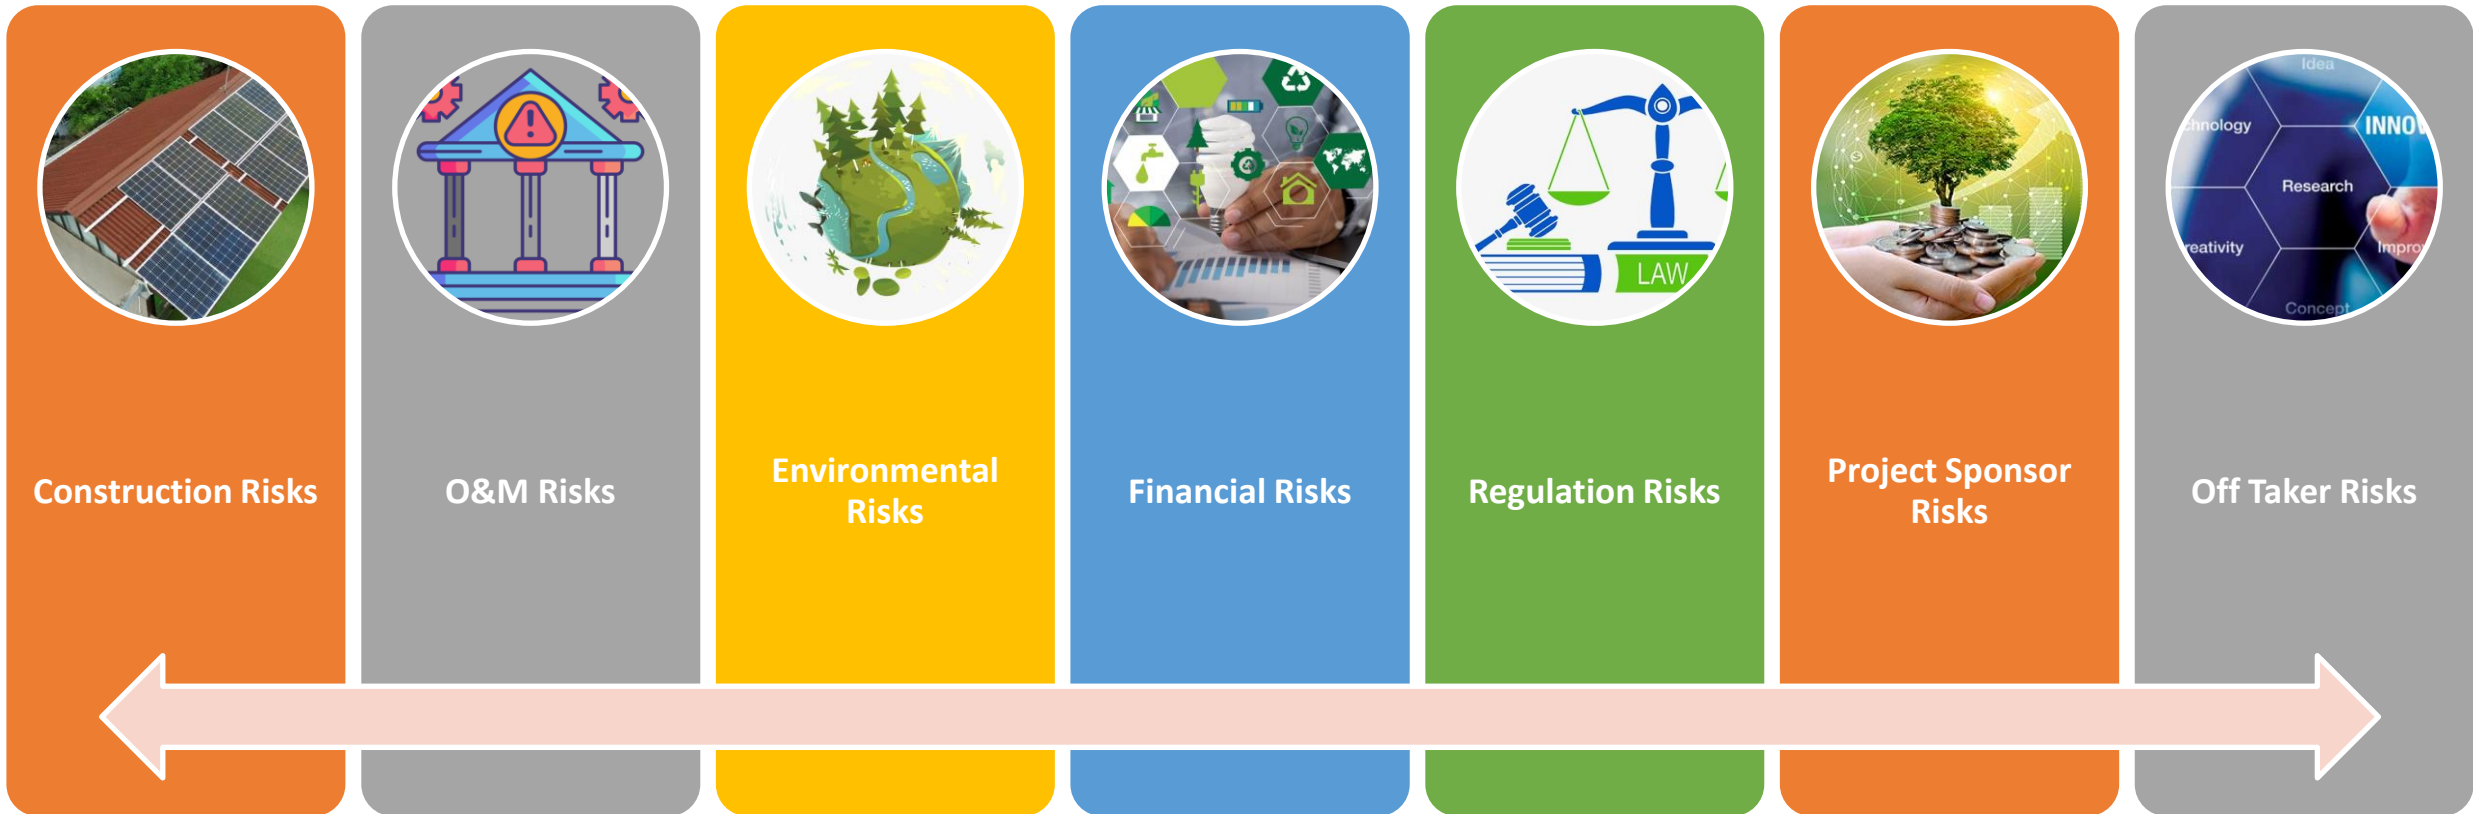 Construction Risks
O&M Risks
Environmental
Risks
Financial Risks
LAW
Regulation Risks
Project Sponsor
Risks
Idea
Research
Concept
Off Taker Risks